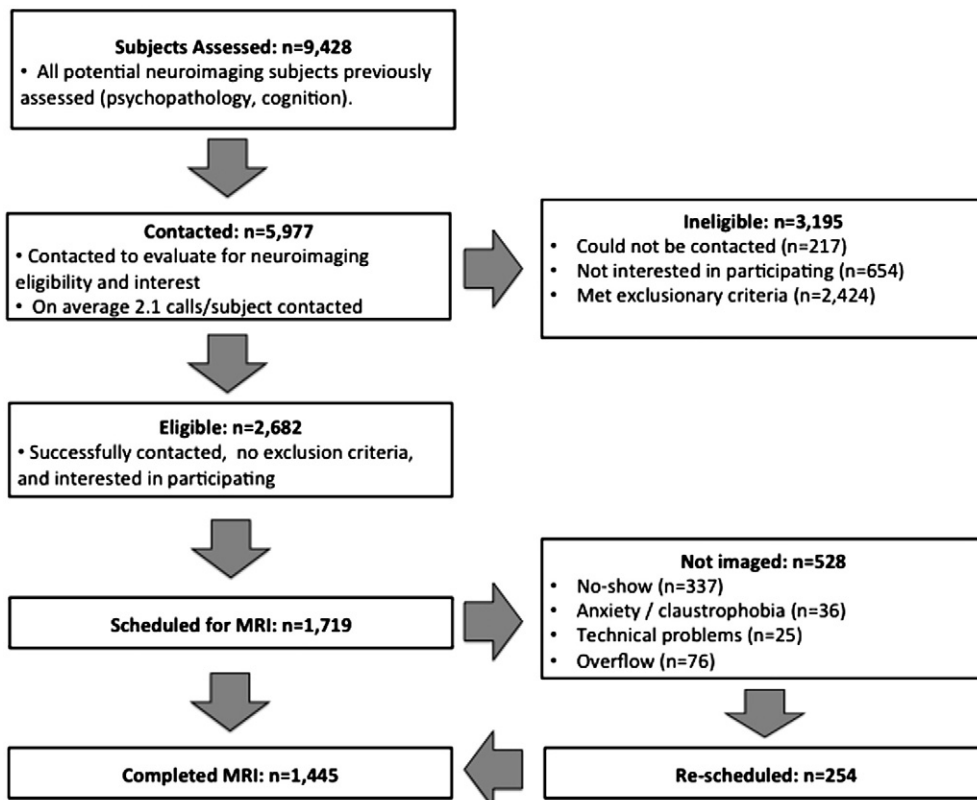 Subjects Assessed: n=9,428
• All potential neuroimaging subjects previously
assessed (psychopathology, cognition).
Contacted: n=5,977
• Contacted to evaluate for neuroimaging
eligibility and interest
• On average 2.1 calls/subject contacted
Ineligible: n=3,195
• Could not be contacted (n=217)
• Not interested in participating (n=654)
• Met exclusionary criteria (n=2,424)
Eligible: n=2,682
• Successfully contacted, no exclusion criteria,
and interested in participating
Scheduled for MRI: n=1,719
Not imaged: n=528
• No-show (n=337)
• Anxiety / claustrophobia (n=36)
• Technical problems (n=25)
• Overflow (n=76)
Completed MRI: n=1,445
Re-scheduled: n=254